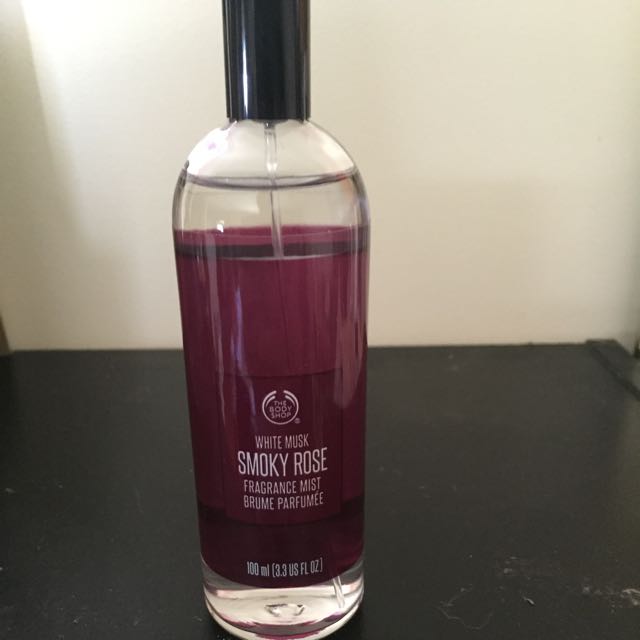 THE
BODY
SHOP®
WHITE MUSK
SMOKY ROSE
FRAGRANCE MIST
BRUME PARFUMÉE
100 ml [3.3 US FL OZ]